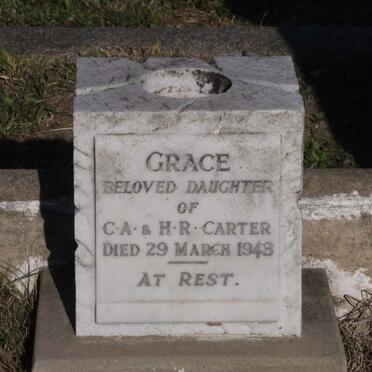 GRACE
BELOVED DAUGHTER
OF
C·A· & H·R· CARTER
DIED 29 MARCH 1943
AT REST.